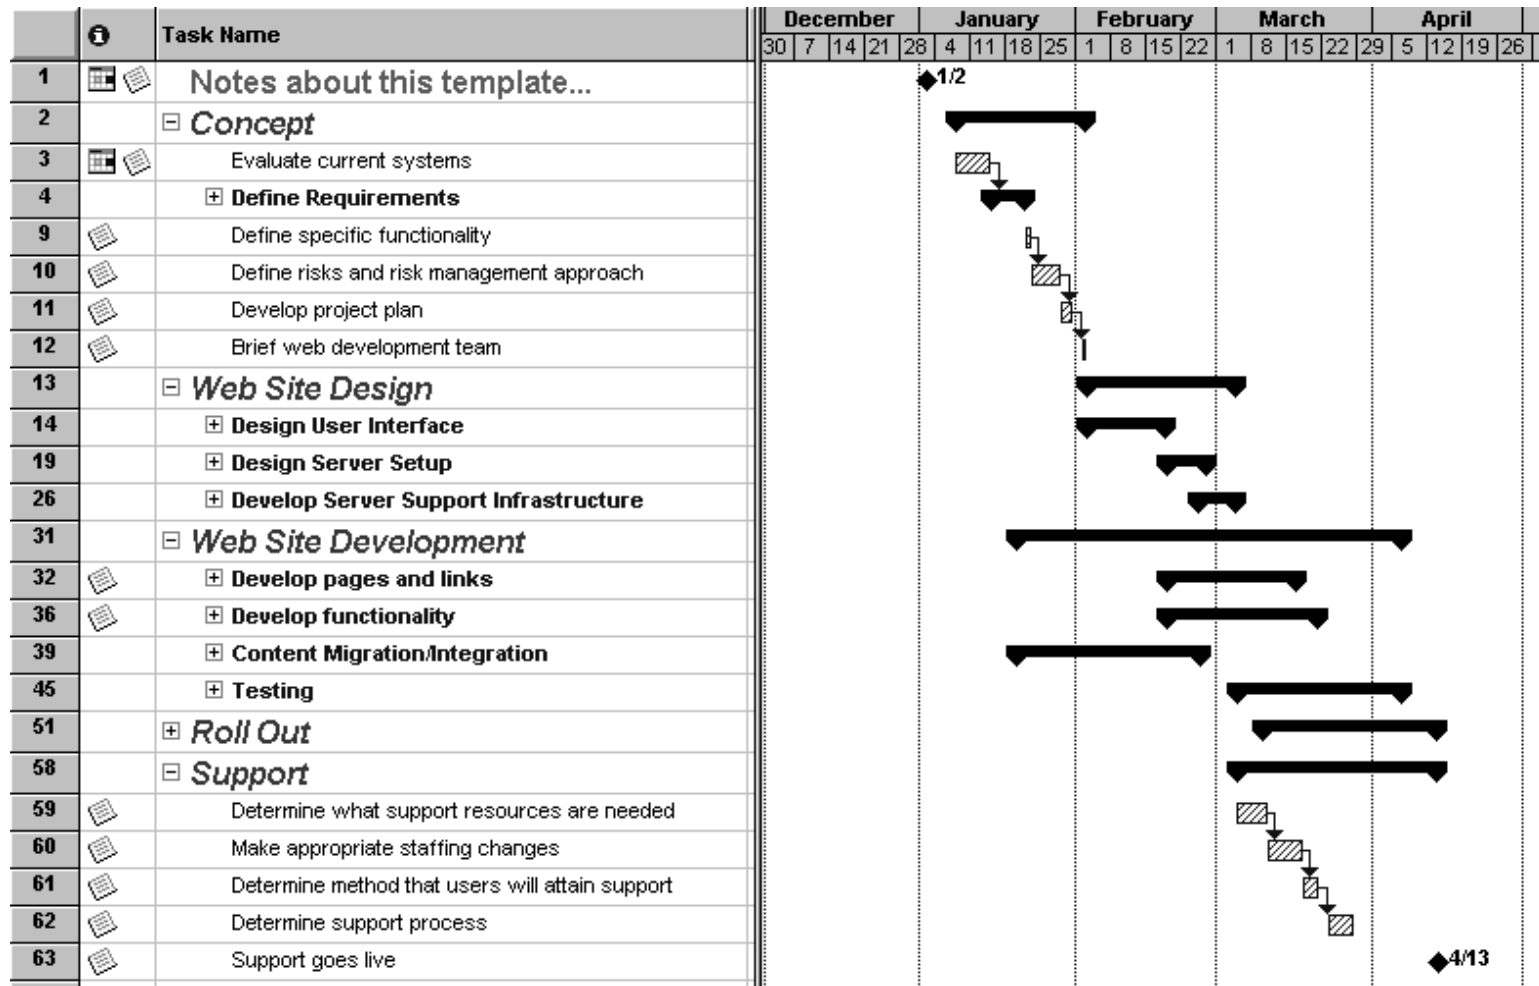 December January February March April
Task Name
30 7 14 21 28 4 11 18 25 1 8 15 22 1 8 15 22 29 5 12 19 26
1 Notes about this template... 1/2
2 Concept
3 Evaluate current systems
4 Define Requirements
9 Define specific functionality
10 Define risks and risk management approach
11 Develop project plan
12 Brief web development team
13 Web Site Design
14 Design User Interface
19 Design Server Setup
26 Develop Server Support Infrastructure
31 Web Site Development
32 Develop pages and links
36 Develop functionality
39 Content Migration/Integration
45 Testing
51 Roll Out
58 Support
59 Determine what support resources are needed
60 Make appropriate staffing changes
61 Determine method that users will attain support
62 Determine support process
63 Support goes live 4/13